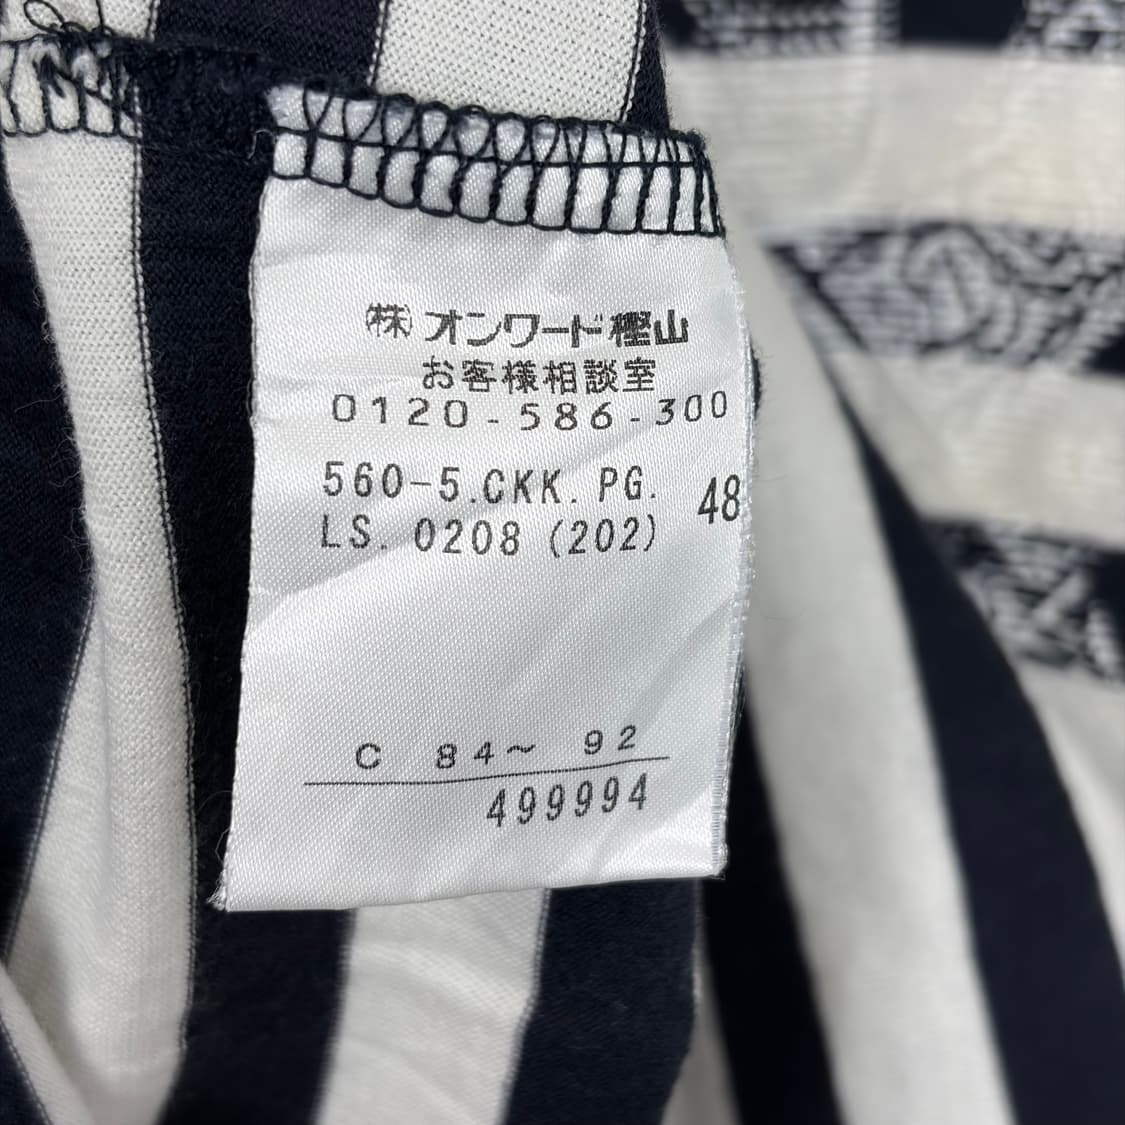 ㈱オンワード樫山
お客様相談室
0120-586-300
560-5.CKK. PG. 48
LS. 0208 (202)
C 84～ 92
499994